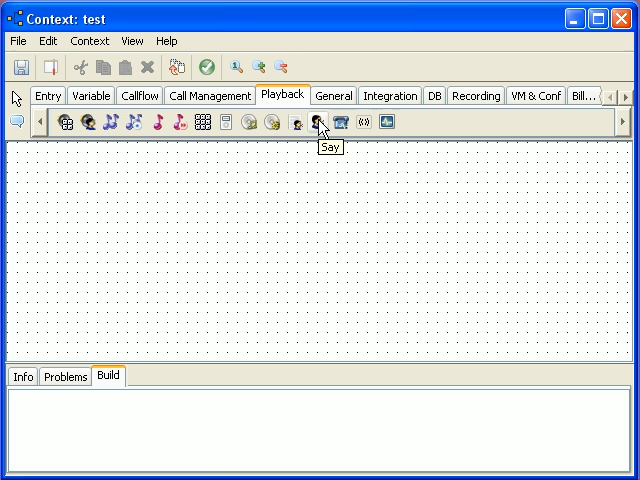 Context: test
File Edit Context View Help
1
Entry Variable Callflow Call Management Playback General Integration DB Recording VM & Conf Bill...
Say
Info Problems Build